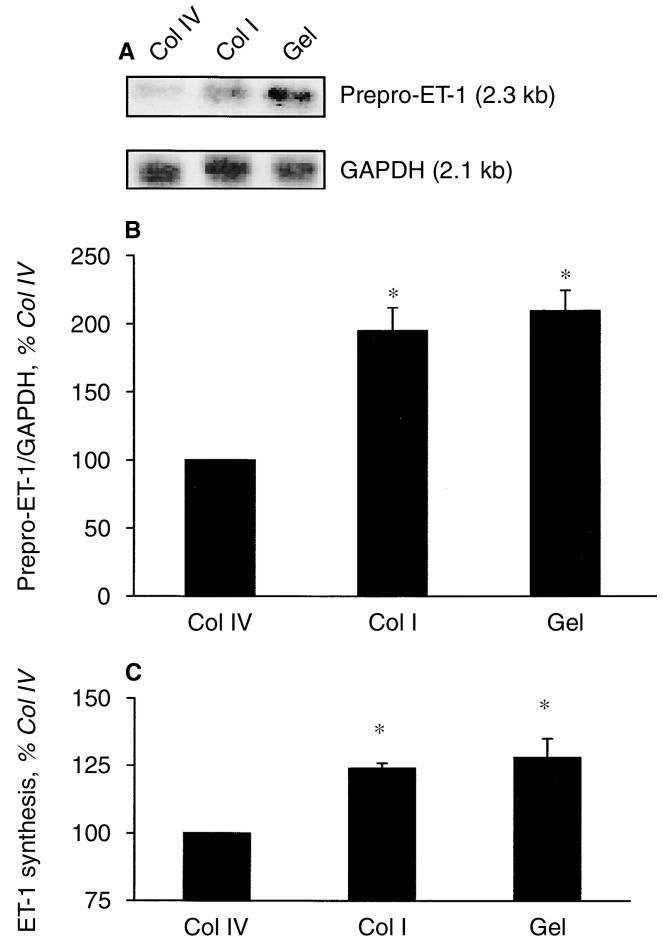 A Col IV Col I Gel
Prepro-ET-1 (2.3 kb)
GAPDH (2.1 kb)
B
Prepro-ET-1/GAPDH, % Col IV
250
*
*
200
150
100
50
0
Col IV Col I Gel
C
ET-1 synthesis, % Col IV
150
*
*
125
100
75
Col IV Col I Gel